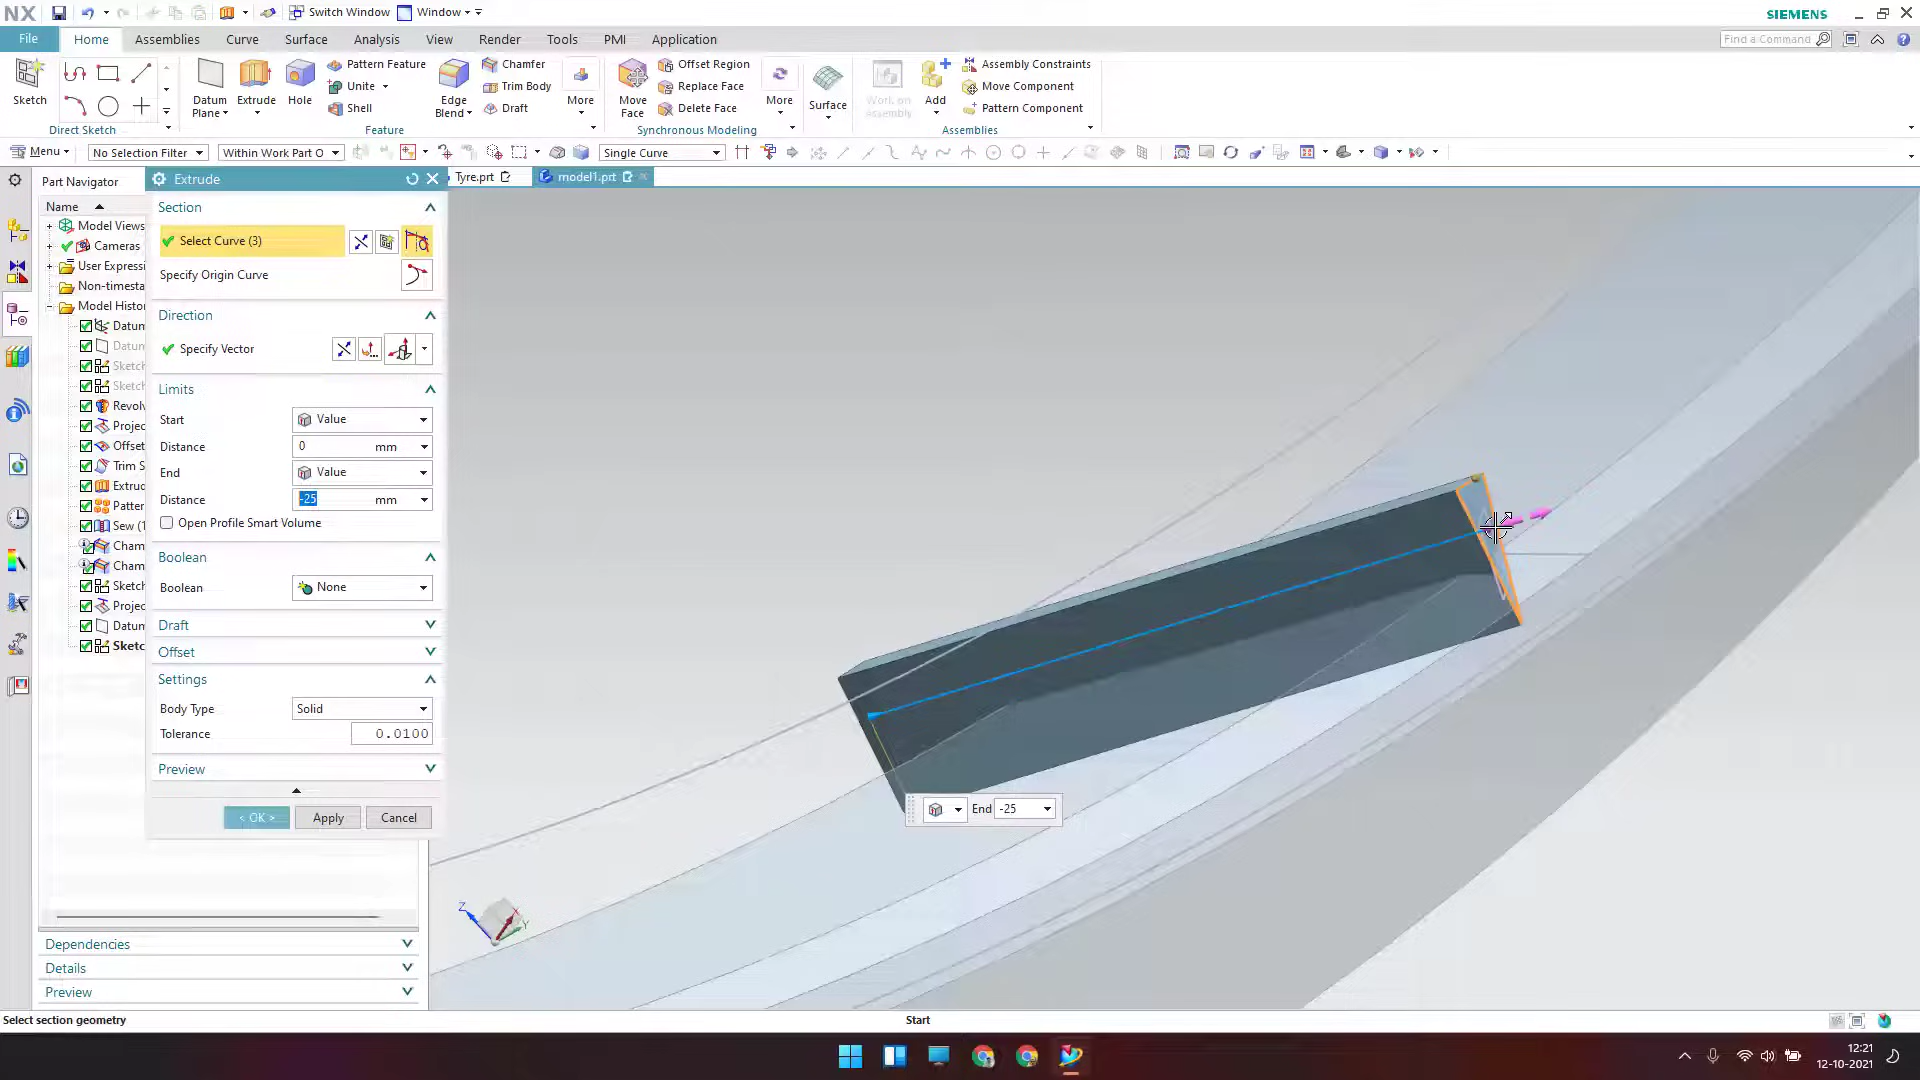 NX
Switch Window
Window
SIEMENS
File
Home
Assemblies
Curve
Surface
Analysis
View
Render
Tools
PMI
Application
Find a Command
Sketch
Direct Sketch
Datum Plane
Extrude
Hole
Pattern Feature
Unite
Shell
Edge Blend
Chamfer
Trim Body
Draft
More
Feature
Move Face
Offset Region
Replace Face
Delete Face
More
Synchronous Modeling
Surface
Work on Assembly
Add
Assembly Constraints
Move Component
Pattern Component
Assemblies
Menu
No Selection Filter
Within Work Part O
Single Curve
Part Navigator
Extrude
Tyre.prt
model1.prt
Name
Model Views
Cameras
User Expressi
Non-timesta
Model Histo
Datum
Datum
Sketch
Sketch
Revolv
Projec
Offset
Trim S
Extrud
Patter
Sew (1
Cham
Cham
Sketch
Projec
Datum
Sketc
Section
Select Curve (3)
Specify Origin Curve
Direction
Specify Vector
Limits
Start
Value
Distance
0
mm
End
Value
Distance
-25
mm
Open Profile Smart Volume
Boolean
Boolean
None
Draft
Offset
Settings
Body Type
Solid
Tolerance
0.0100
Preview
< OK >
Apply
Cancel
Dependencies
Details
Preview
End
-25
Z
Y
Select section geometry
Start
12:21
12-10-2021